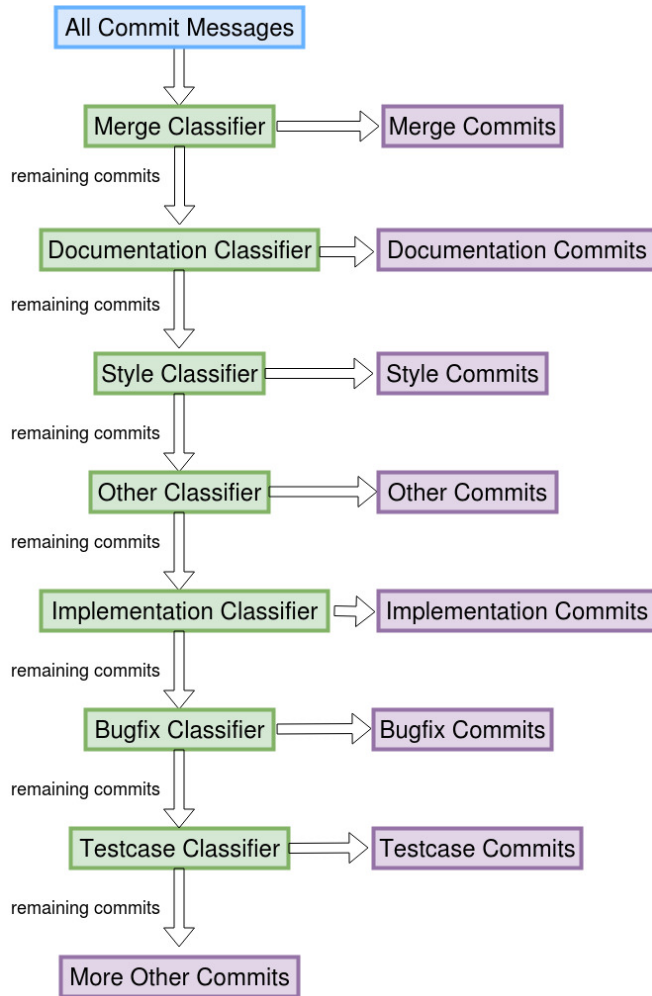 All Commit Messages
Merge Classifier
Merge Commits
remaining commits
Documentation Classifier
Documentation Commits
remaining commits
Style Classifier
Style Commits
remaining commits
Other Classifier
Other Commits
remaining commits
Implementation Classifier
Implementation Commits
remaining commits
Bugfix Classifier
Bugfix Commits
remaining commits
Testcase Classifier
Testcase Commits
remaining commits
More Other Commits